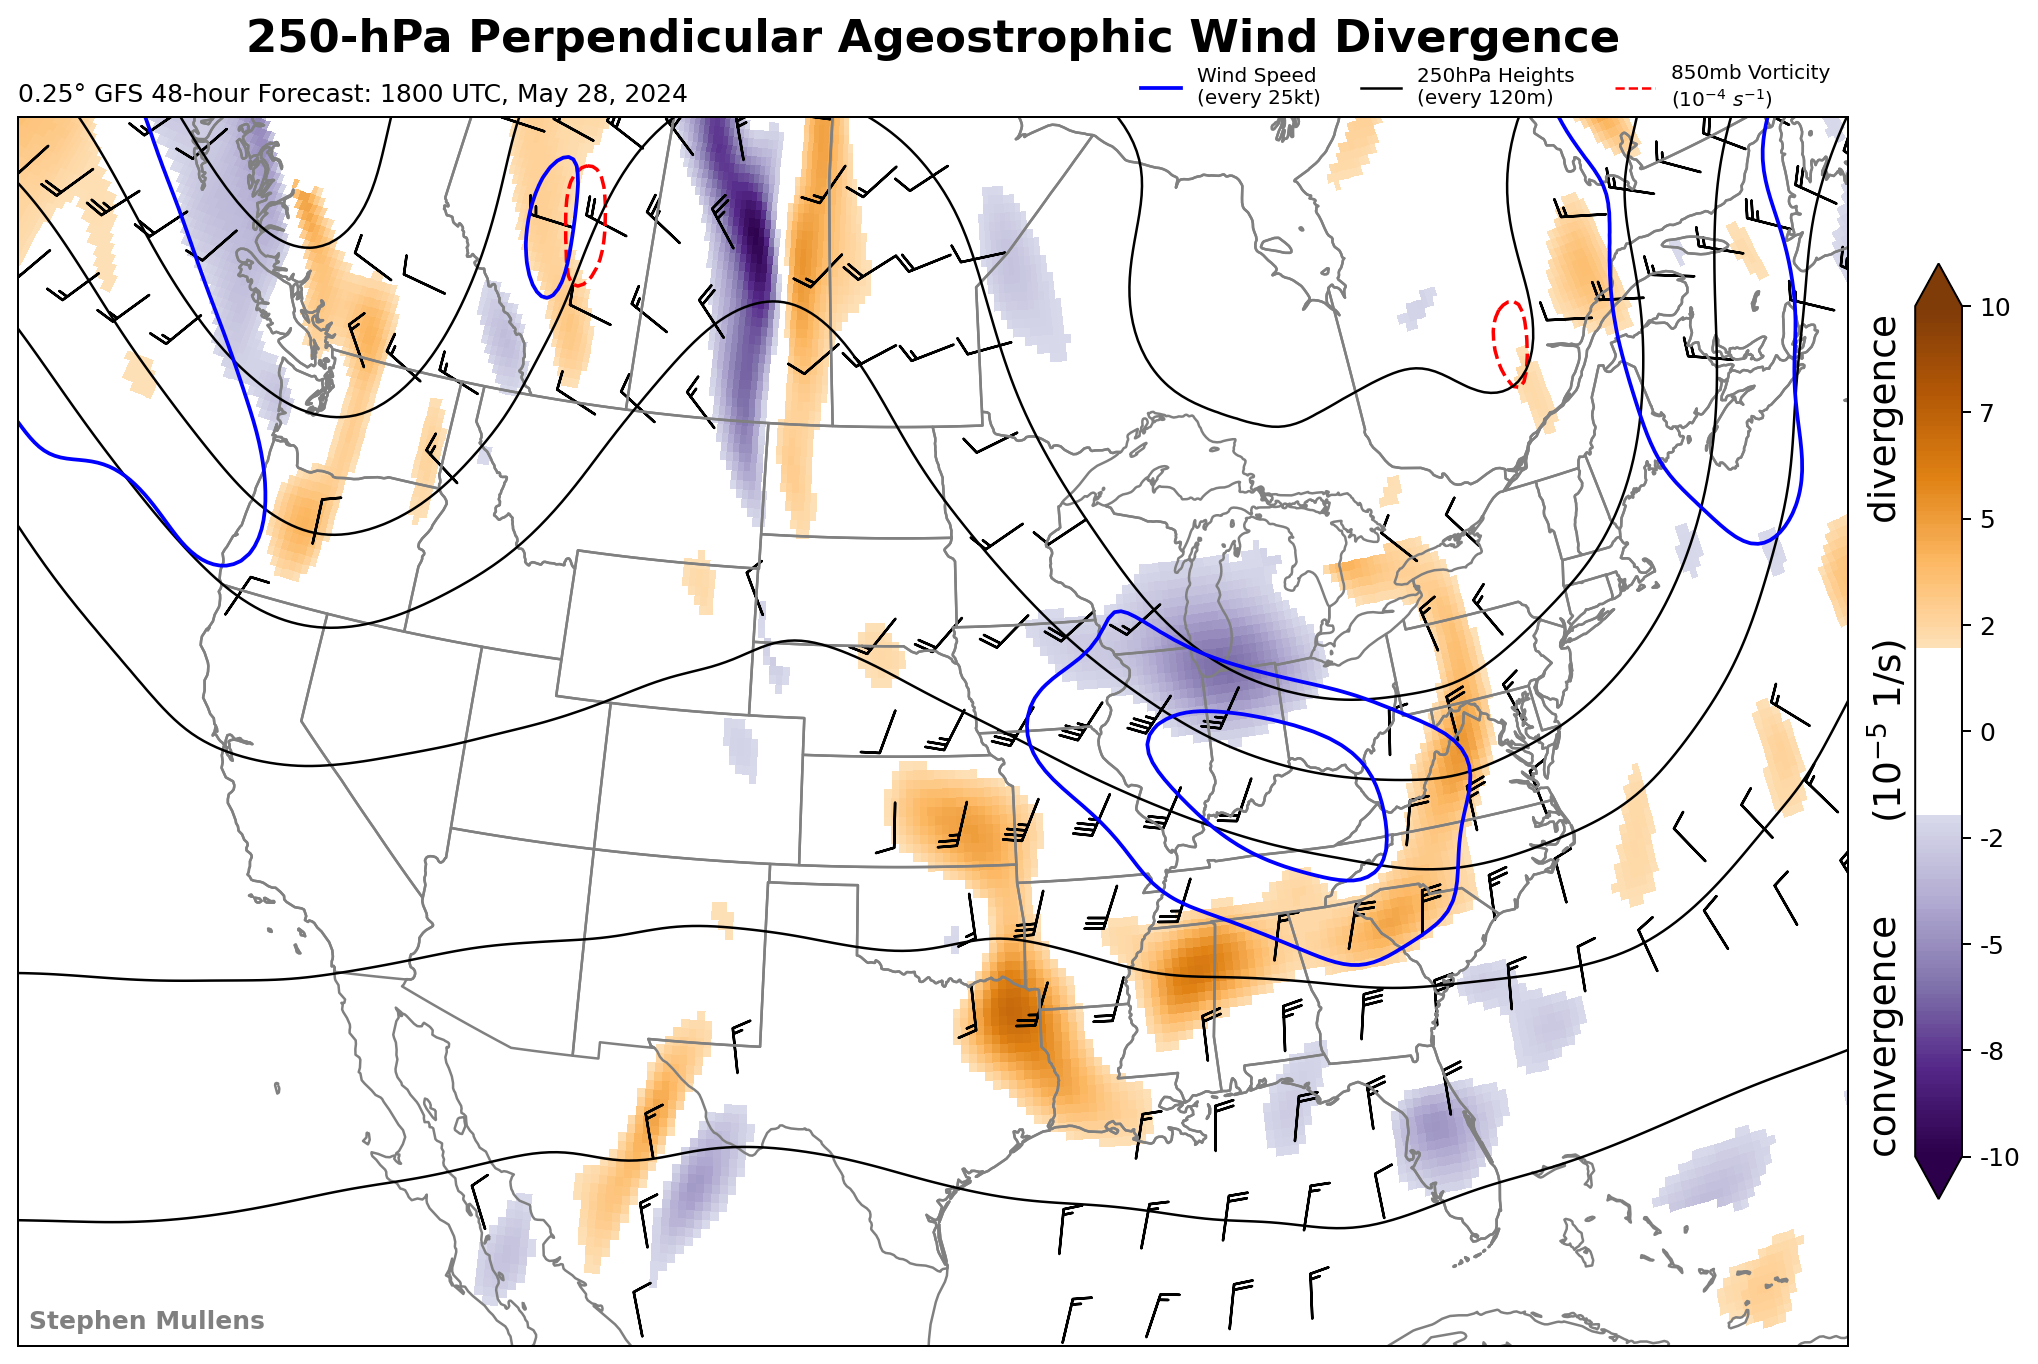 250-hPa Perpendicular Ageostrophic Wind Divergence
0.25° GFS 48-hour Forecast: 1800 UTC, May 28, 2024
Wind Speed
(every 25kt)
250hPa Heights
(every 120m)
850mb Vorticity
(10⁻⁴ s⁻¹)
10
7
5
2
0
-2
-5
-8
-10
convergence (10⁻⁵ 1/s) divergence
Stephen Mullens